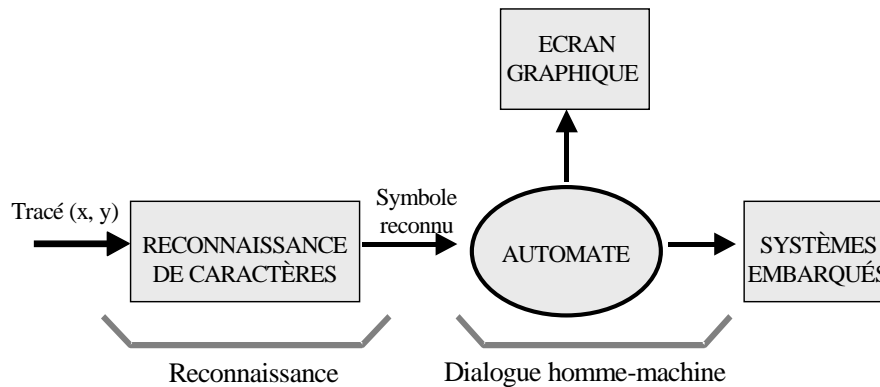 ECRAN
GRAPHIQUE
Tracé (x, y)
RECONNAISSANCE
DE CARACTÈRES
Symbole
reconnu
AUTOMATE
SYSTÈMES
EMBARQUÉS
Reconnaissance
Dialogue homme-machine